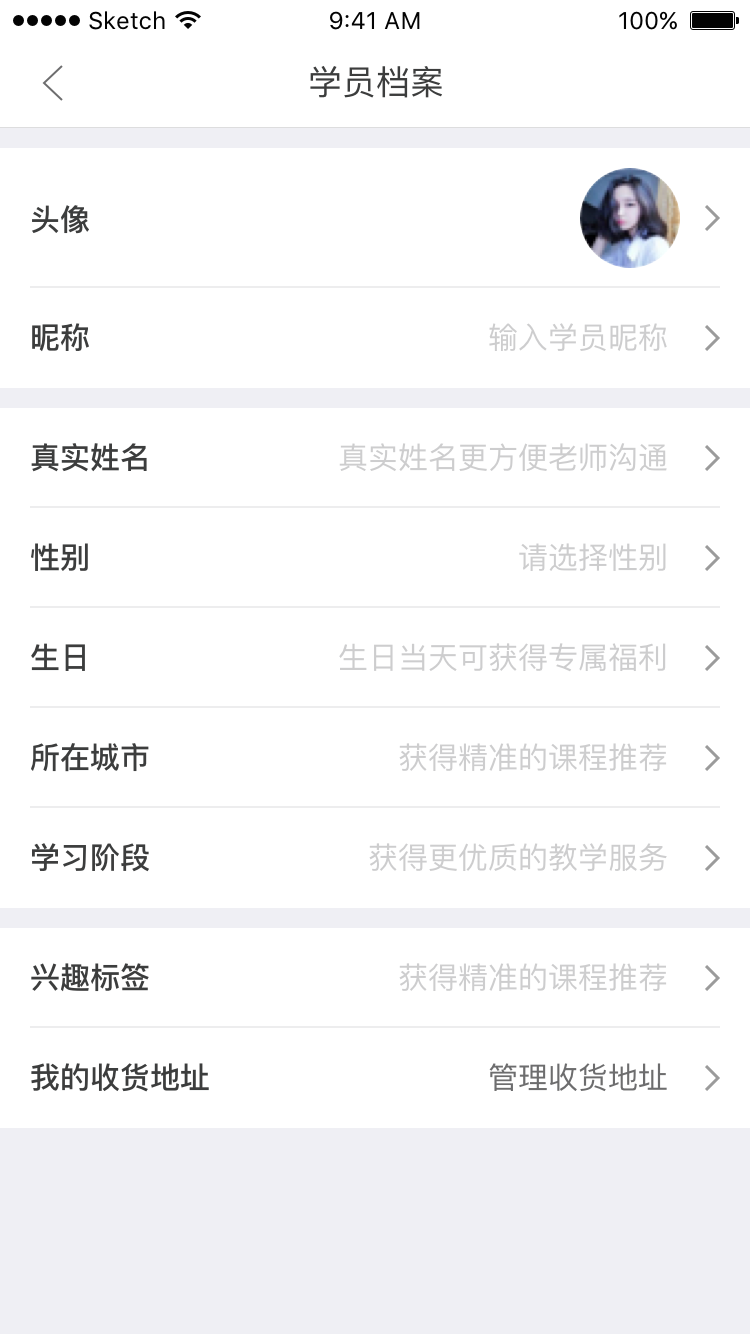 ●●●●● Sketch 9:41 AM 100%
学员档案
头像
昵称 输入学员昵称
真实姓名 真实姓名更方便老师沟通
性别 请选择性别
生日 生日当天可获得专属福利
所在城市 获得精准的课程推荐
学习阶段 获得更优质的教学服务
兴趣标签 获得精准的课程推荐
我的收货地址 管理收货地址